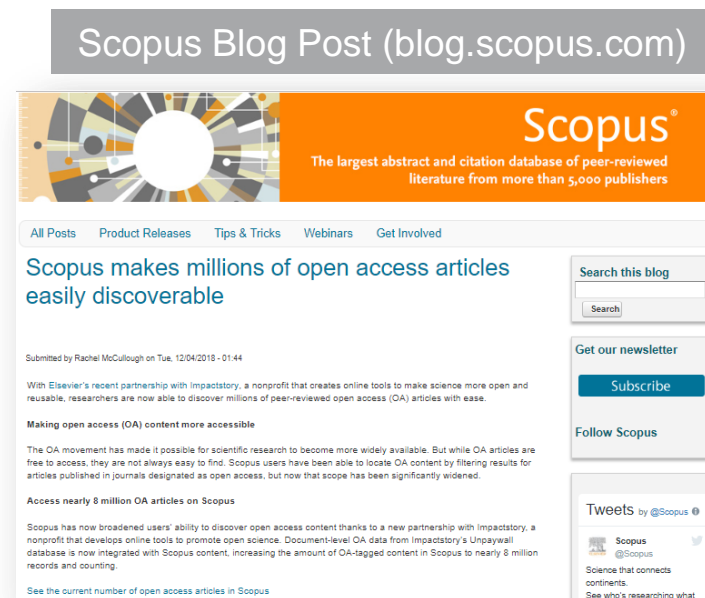 Scopus Blog Post (blog.scopus.com)
Scopus®
The largest abstract and citation database of peer-reviewed
literature from more than 5,000 publishers
All Posts Product Releases Tips & Tricks Webinars Get Involved
Scopus makes millions of open access articles
easily discoverable
Submitted by Rachel McCullough on Tue, 12/04/2018 - 01:44
With Elsevier's recent partnership with Impactstory, a nonprofit that creates online tools to make science more open and
reusable, researchers are now able to discover millions of peer-reviewed open access (OA) articles with ease.
Making open access (OA) content more accessible
The OA movement has made it possible for scientific research to become more widely available. But while OA articles are
free to access, they are not always easy to find. Scopus users have been able to locate OA content by filtering results for
articles published in journals designated as open access, but now that scope has been significantly widened.
Access nearly 8 million OA articles on Scopus
Scopus has now broadened users' ability to discover open access content thanks to a new partnership with Impactstory, a
nonprofit that develops online tools to promote open science. Document-level OA data from Impactstory's Unpaywall
database is now integrated with Scopus content, increasing the amount of OA-tagged content in Scopus to nearly 8 million
records and counting.
See the current number of open access articles in Scopus
Search this blog
Search
Get our newsletter
Subscribe
Follow Scopus
Tweets by @Scopus
Scopus
@Scopus
Science that connects
continents.
See who's researching what